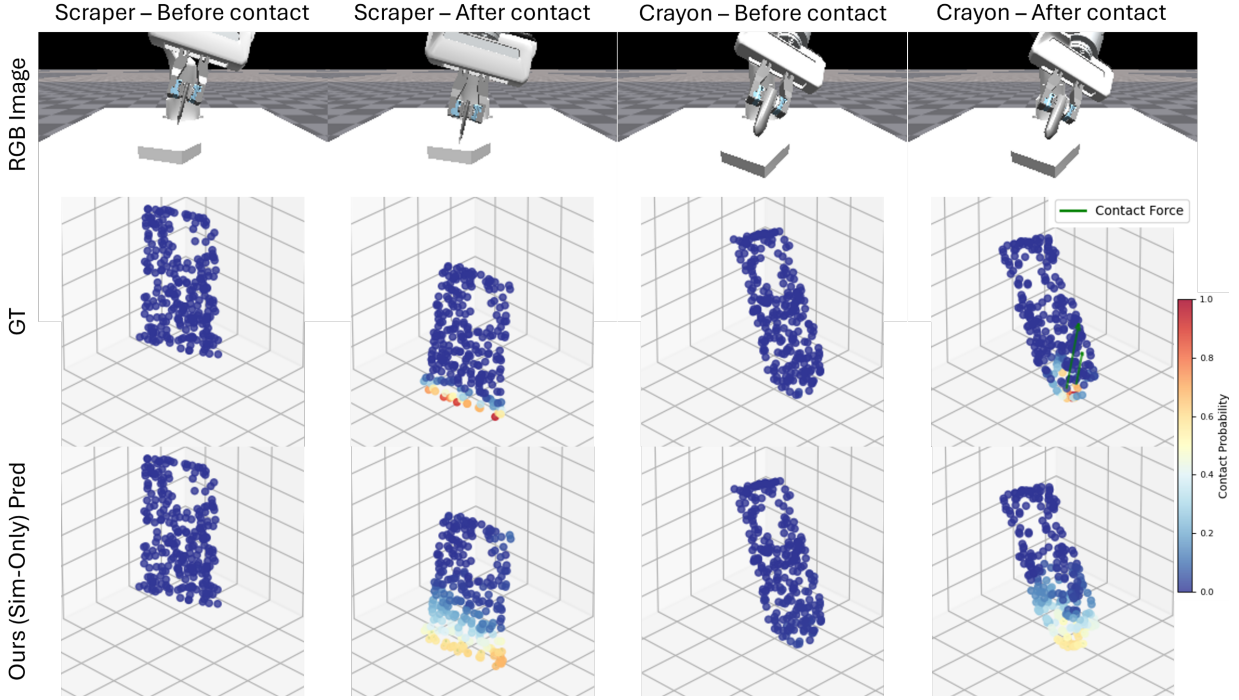 Scraper – Before contact
Scraper – After contact
Crayon – Before contact
Crayon – After contact
RGB Image
GT
Contact Force
Ours (Sim-Only) Pred
1.0
0.8
0.6
0.4
0.2
0.0
Contact Probability